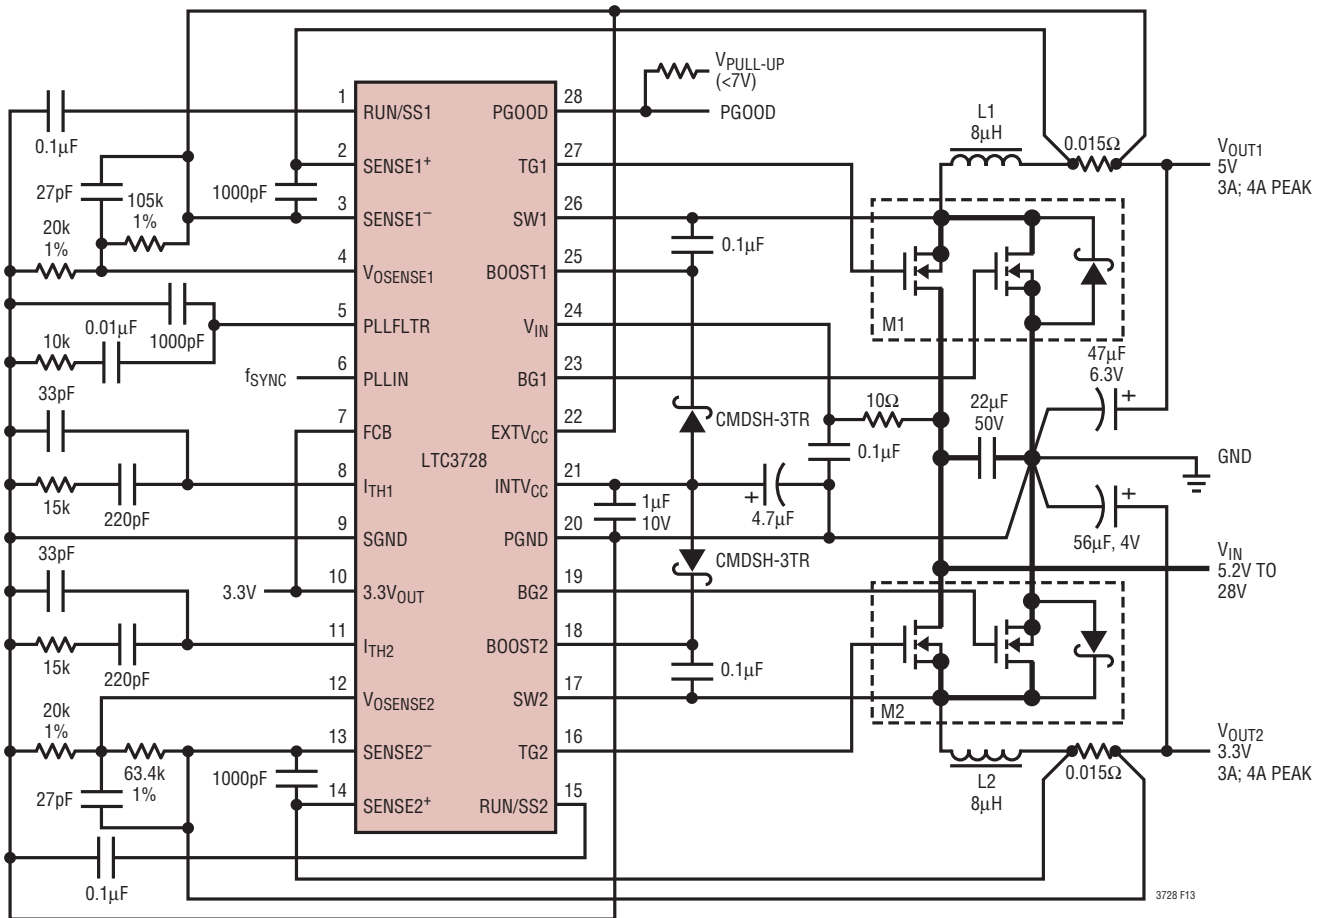 V_PULL-UP
(<7V)
PGOOD
0.1µF
27pF
105k
1%
20k
1%
1000pF
0.01µF
1000pF
10k
f_SYNC
33pF
15k
220pF
33pF
3.3V
15k
220pF
20k
1%
63.4k
1%
27pF
1000pF
0.1µF
1
RUN/SS1
2
SENSE1+
3
SENSE1–
4
V_OSENSE1
5
PLLFLTR
6
PLLIN
7
FCB
8
I_TH1
9
SGND
10
3.3V_OUT
11
I_TH2
12
V_OSENSE2
13
SENSE2–
14
SENSE2+
LTC3728
28
PGOOD
27
TG1
26
SW1
25
BOOST1
24
V_IN
23
BG1
22
EXTV_CC
21
INTV_CC
20
PGND
19
BG2
18
BOOST2
17
SW2
16
TG2
15
RUN/SS2
0.1µF
CMDSH-3TR
10Ω
0.1µF
1µF
10V
+
4.7µF
CMDSH-3TR
0.1µF
L1
8µH
0.015Ω
V_OUT1
5V
3A; 4A PEAK
M1
47µF
6.3V
+
22µF
50V
GND
+
56µF, 4V
V_IN
5.2V TO
28V
M2
L2
8µH
0.015Ω
V_OUT2
3.3V
3A; 4A PEAK
3728 F13